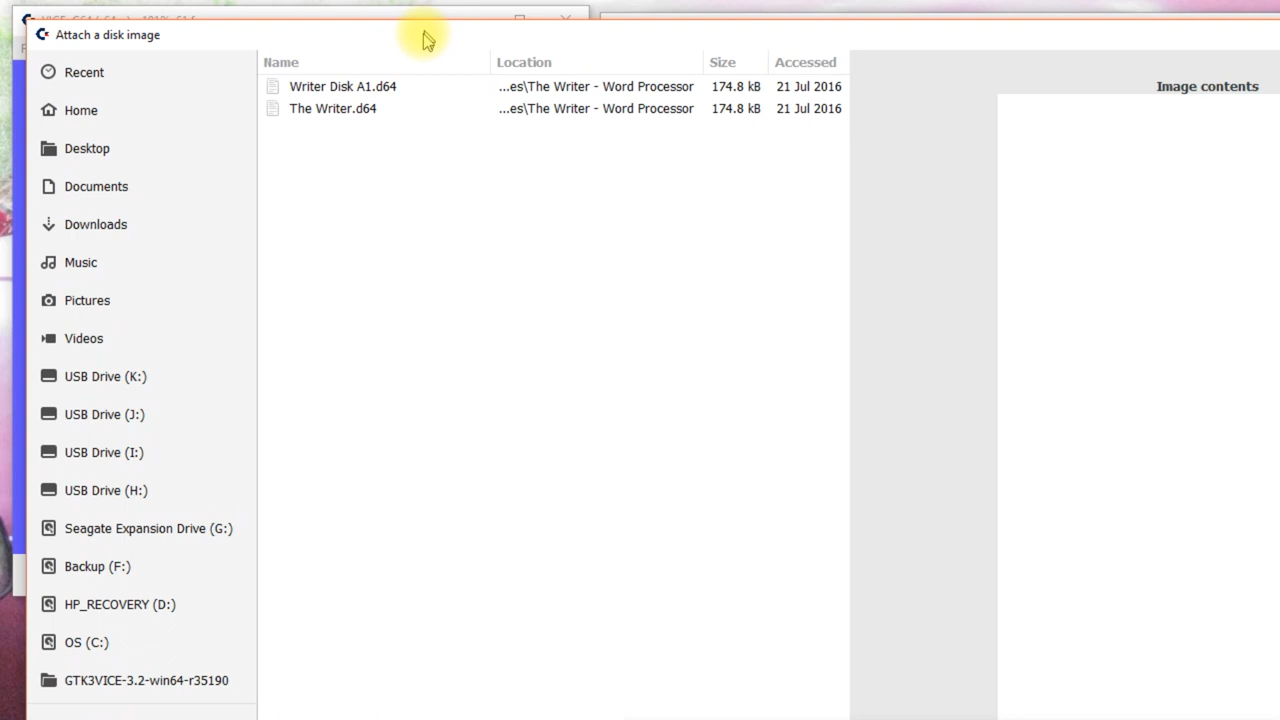 Attach a disk image
Name Location Size Accessed
Writer Disk A1.d64 ...es\The Writer - Word Processor 174.8 kB 21 Jul 2016
The Writer.d64 ...es\The Writer - Word Processor 174.8 kB 21 Jul 2016
Image contents
Recent
Home
Desktop
Documents
Downloads
Music
Pictures
Videos
USB Drive (K:)
USB Drive (J:)
USB Drive (I:)
USB Drive (H:)
Seagate Expansion Drive (G:)
Backup (F:)
HP_RECOVERY (D:)
OS (C:)
GTK3VICE-3.2-win64-r35190